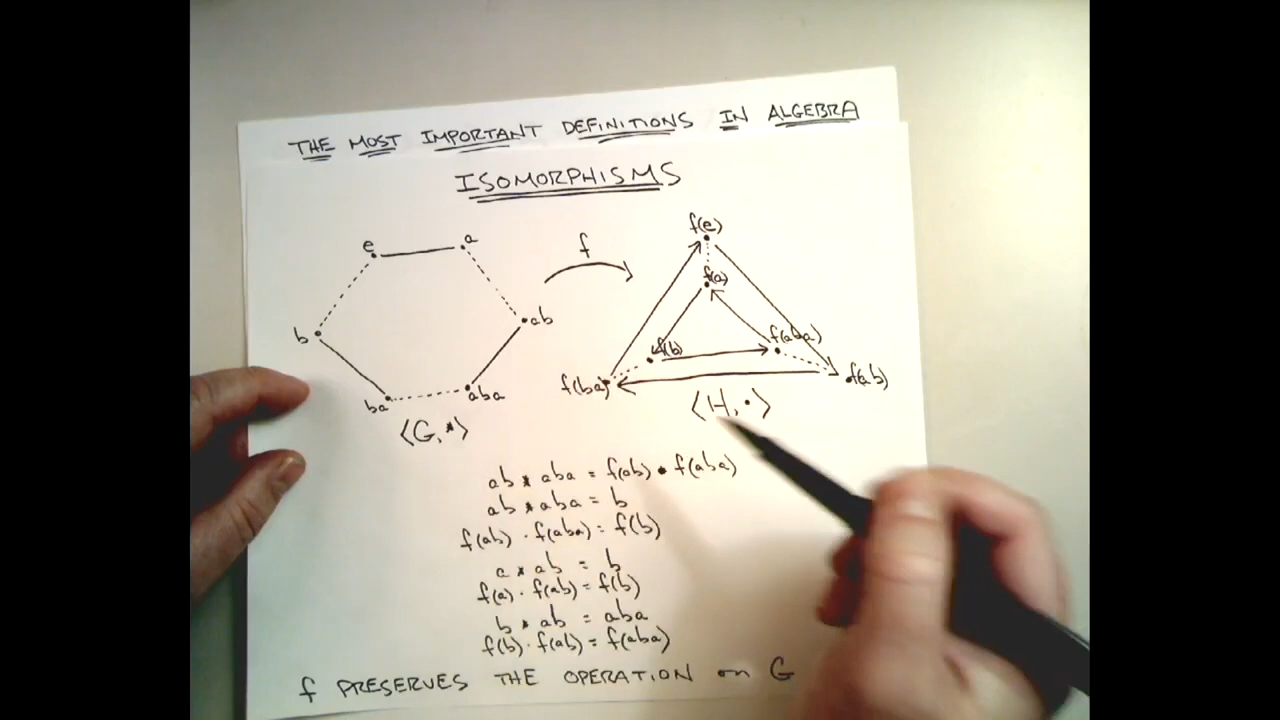 THE MOST IMPORTANT DEFINITIONS IN ALGEBRA
ISOMORPHISMS
e a
b ab
ba aba
⟨G, *⟩
f
f(e)
f(a)
f(b) f(aba)
f(ba) f(ab)
⟨H, ·⟩
ab * aba = f(ab) · f(aba)
ab * aba = b
f(ab) · f(aba) = f(b)
a * ab = b
f(a) · f(ab) = f(b)
b * ab = aba
f(b) · f(ab) = f(aba)
f PRESERVES THE OPERATION on G